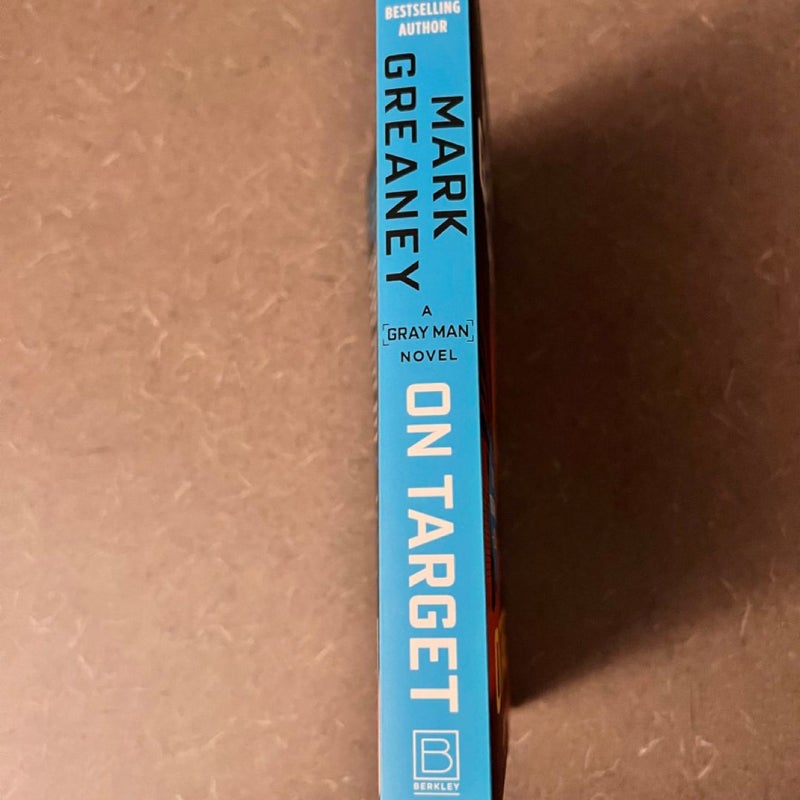 BESTSELLING
AUTHOR
MARK
GREANEY
A
[GRAY MAN]
NOVEL
ON TARGET
B
BERKLEY